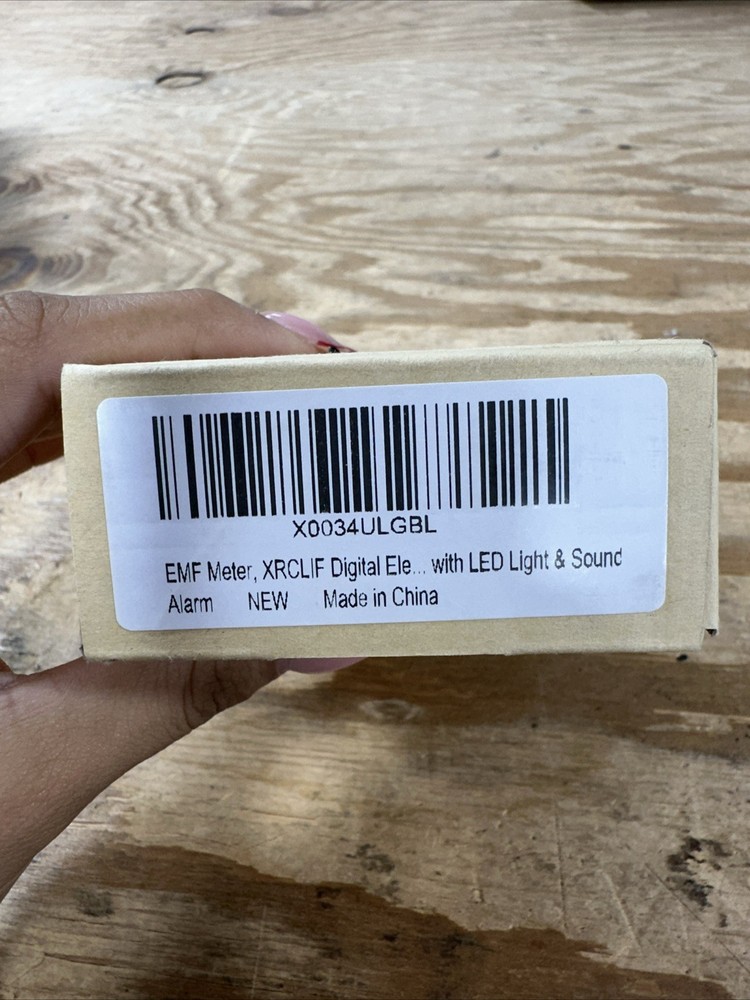 X0034ULGBL
EMF Meter, XRCLIF Digital Ele... with LED Light & Sound
Alarm NEW Made in China